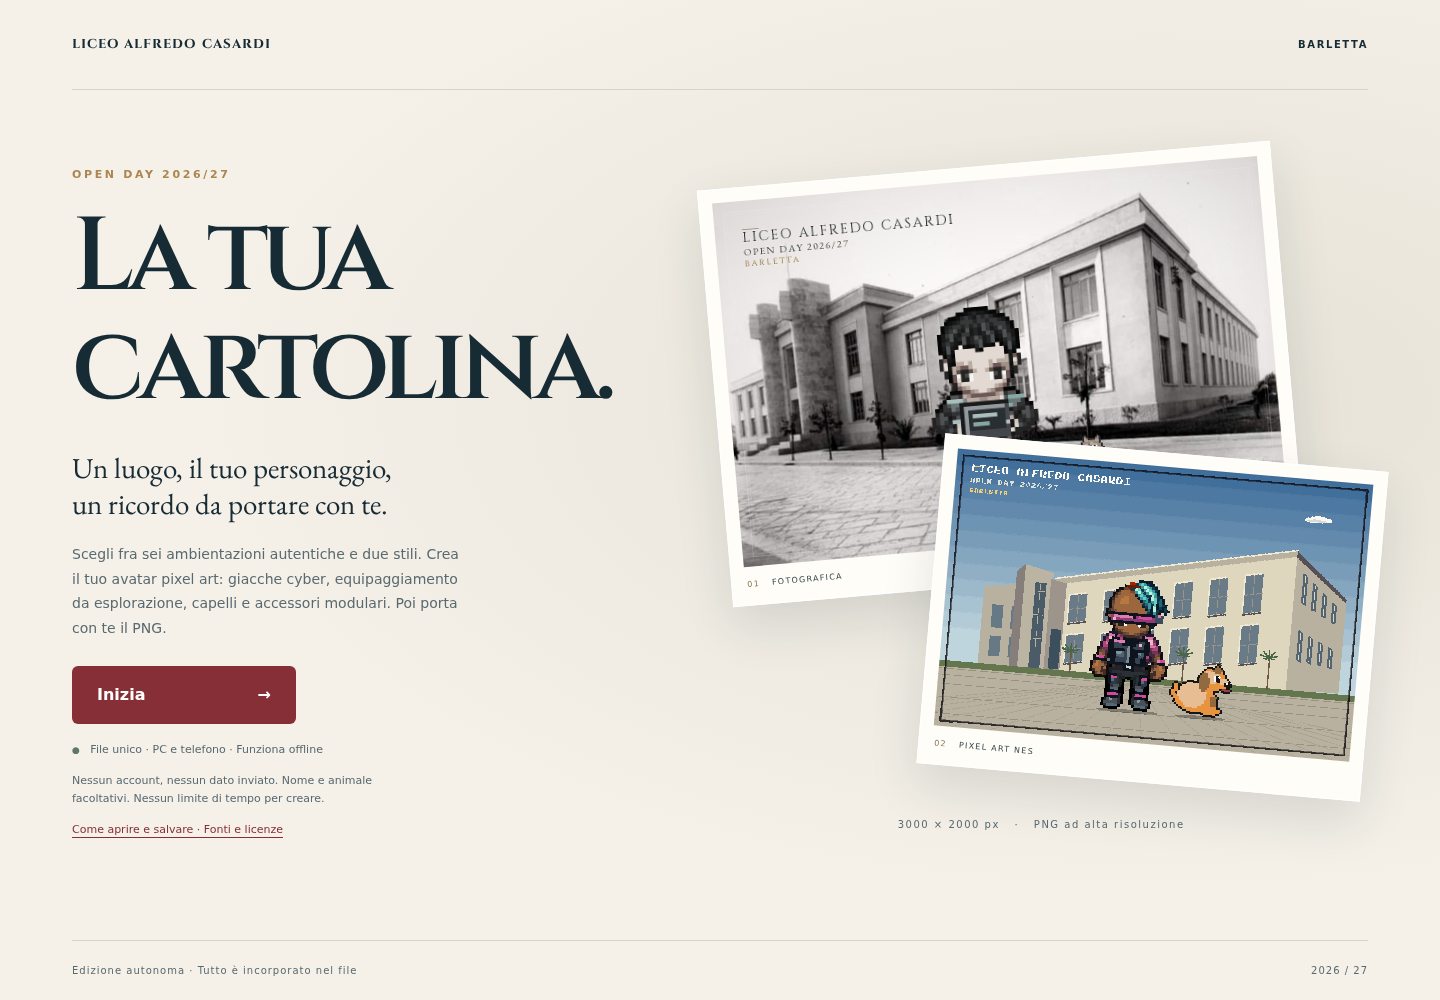 LICEO ALFREDO CASARDI
BARLETTA
OPEN DAY 2026/27
LA TUA
CARTOLINA.
Un luogo, il tuo personaggio,
un ricordo da portare con te.
Scegli fra sei ambientazioni autentiche e due stili. Crea
il tuo avatar pixel art: giacche cyber, equipaggiamento
da esplorazione, capelli e accessori modulari. Poi porta
con te il PNG.
Inizia →
● File unico · PC e telefono · Funziona offline
Nessun account, nessun dato inviato. Nome e animale
facoltativi. Nessun limite di tempo per creare.
Come aprire e salvare · Fonti e licenze
LICEO ALFREDO CASARDI
OPEN DAY 2026/27
BARLETTA
01 FOTOGRAFICA
LICEO ALFREDO CASARDI
OPEN DAY 2026/27
BARLETTA
02 PIXEL ART NES
3000 × 2000 px · PNG ad alta risoluzione
Edizione autonoma · Tutto è incorporato nel file
2026 / 27